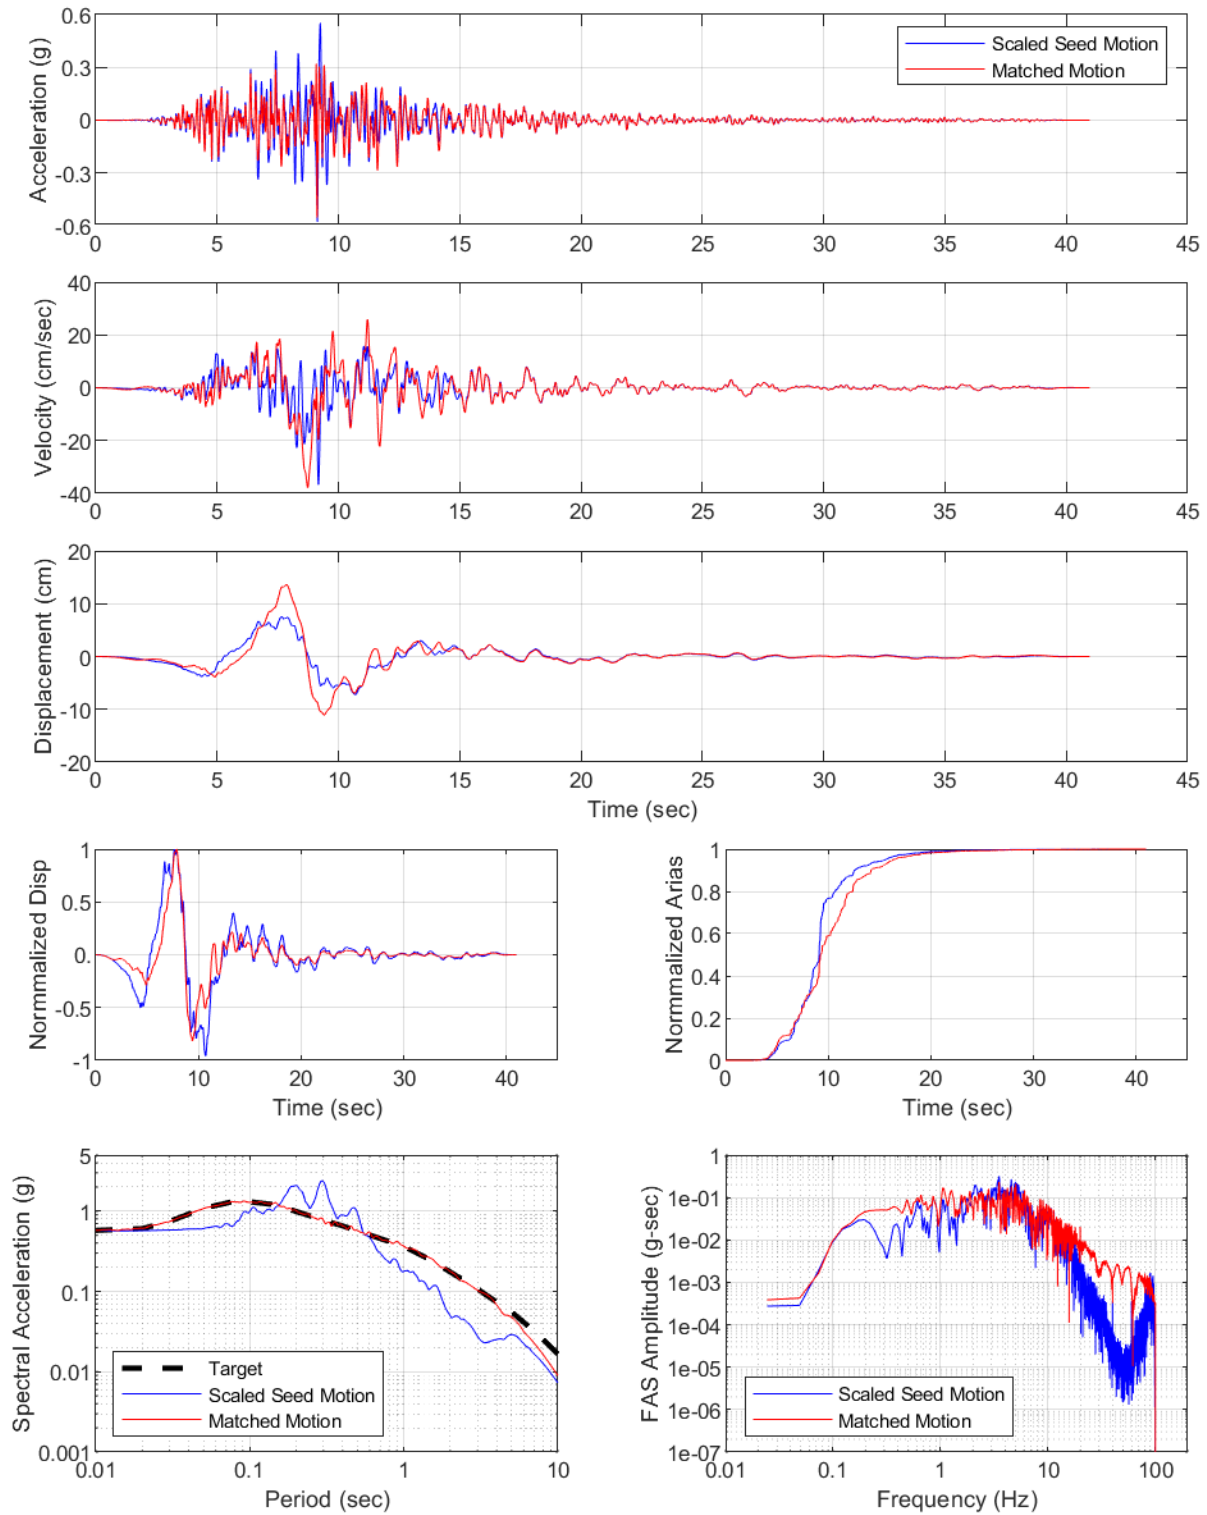 0.6
0.3
0
-0.3
-0.6
Acceleration (g)
Scaled Seed Motion
Matched Motion
0 5 10 15 20 25 30 35 40 45
40
20
0
-20
-40
Velocity (cm/sec)
0 5 10 15 20 25 30 35 40 45
20
10
0
-10
-20
Displacement (cm)
0 5 10 15 20 25 30 35 40 45
Time (sec)
1
0.5
0.
-0.5
-1
Normmalized Disp
0 10 20 30 40
Time (sec)
1
0.8
0.6
0.4
0.2
0
Normmalized Arias
0 10 20 30 40
Time (sec)
5
1
0.1
0.01
0.001
Spectral Acceleration (g)
Target
Scaled Seed Motion
Matched Motion
0.01 0.1 1 10
Period (sec)
1
1e-01
1e-02
1e-03
1e-04
1e-05
1e-06
1e-07
FAS Amplitude (g-sec)
Scaled Seed Motion
Matched Motion
0.01 0.1 1 10 100
Frequency (Hz)